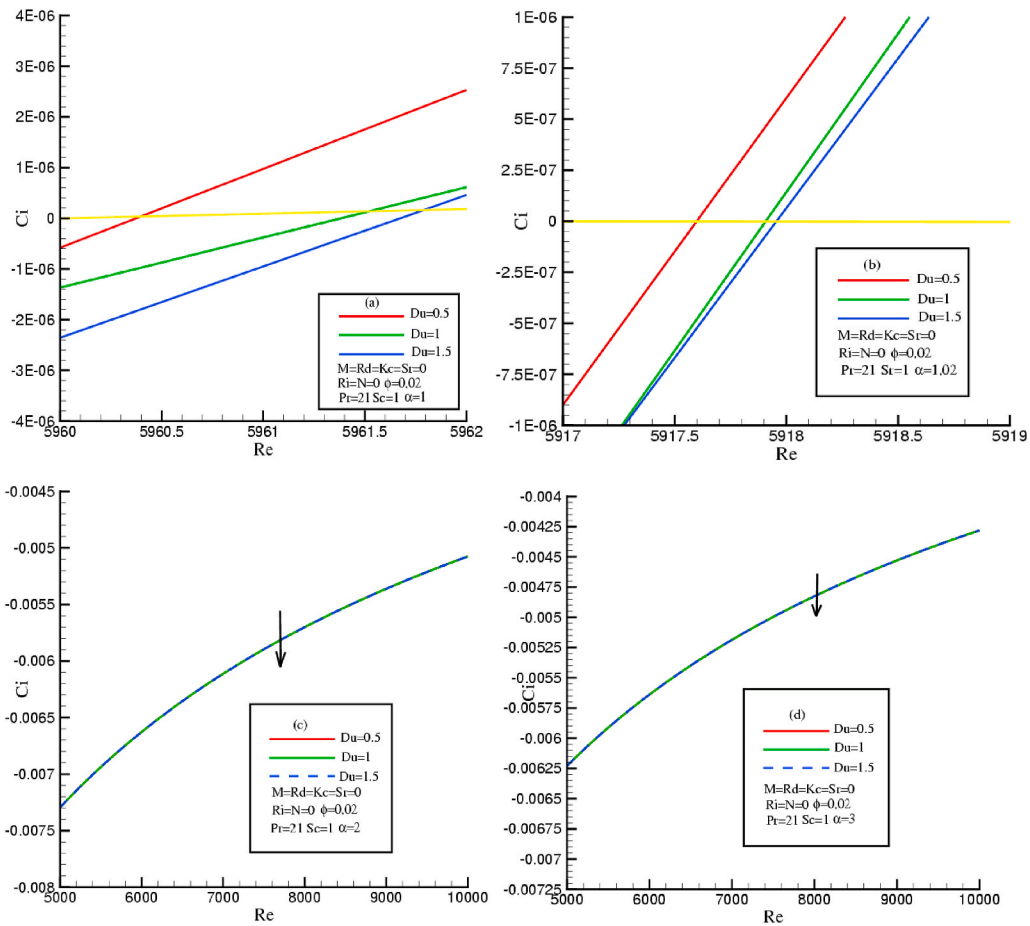 4E-06
3E-06
2E-06
1E-06
0
-1E-06
-2E-06
-3E-06
-4E-06
Ci
5960
5960.5
5961
5961.5
5962
Re
(a)
Du=0.5
Du=1
Du=1.5
M=Rd=Kc=Sr=0
Ri=N=0 ϕ=0.02
Pr=21 Sc=1 α=1
1E-06
7.5E-07
5E-07
2.5E-07
0
-2.5E-07
-5E-07
-7.5E-07
-1E-06
Ci
5917
5917.5
5918
5918.5
5919
Re
(b)
Du=0.5
Du=1
Du=1.5
M=Rd=Kc=Sr=0
Ri=N=0 ϕ=0.02
Pr=21 Sr=1 α=1.02
-0.0045
-0.005
-0.0055
-0.006
-0.0065
-0.007
-0.0075
-0.008
Ci
5000
6000
7000
8000
9000
10000
Re
(c)
Du=0.5
Du=1
Du=1.5
M=Rd=Kc=Sr=0
Ri=N=0 ϕ=0.02
Pr=21 Sc=1 α=2
-0.004
-0.00425
-0.0045
-0.00475
-0.005
-0.00525
-0.0055
-0.00575
-0.006
-0.00625
-0.0065
-0.00675
-0.007
-0.00725
Ci
5000
6000
7000
8000
9000
10000
Re
(d)
Du=0.5
Du=1
Du=1.5
M=Rd=Kc=Sr=0
Ri=N=0 ϕ=0.02
Pr=21 Sc=1 α=3